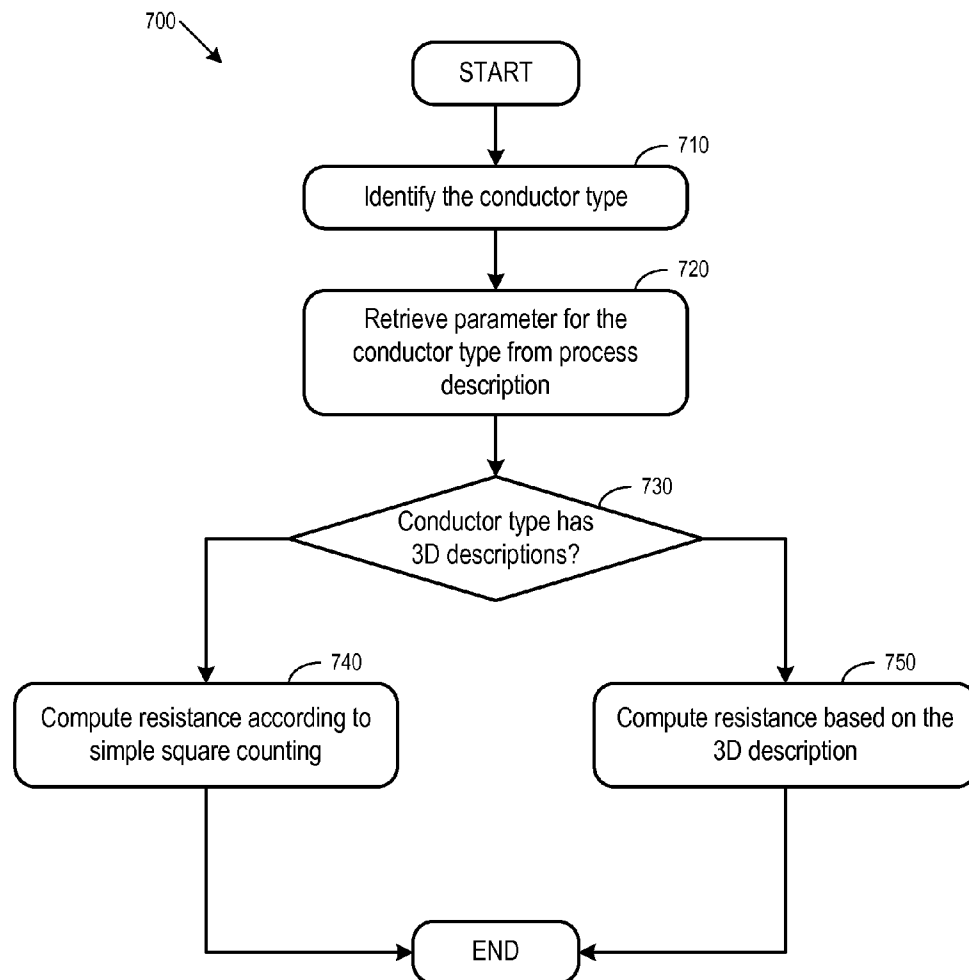 700
START
710
Identify the conductor type
720
Retrieve parameter for the
conductor type from process
description
730
Conductor type has
3D descriptions?
740
Compute resistance according to
simple square counting
750
Compute resistance based on the
3D description
END